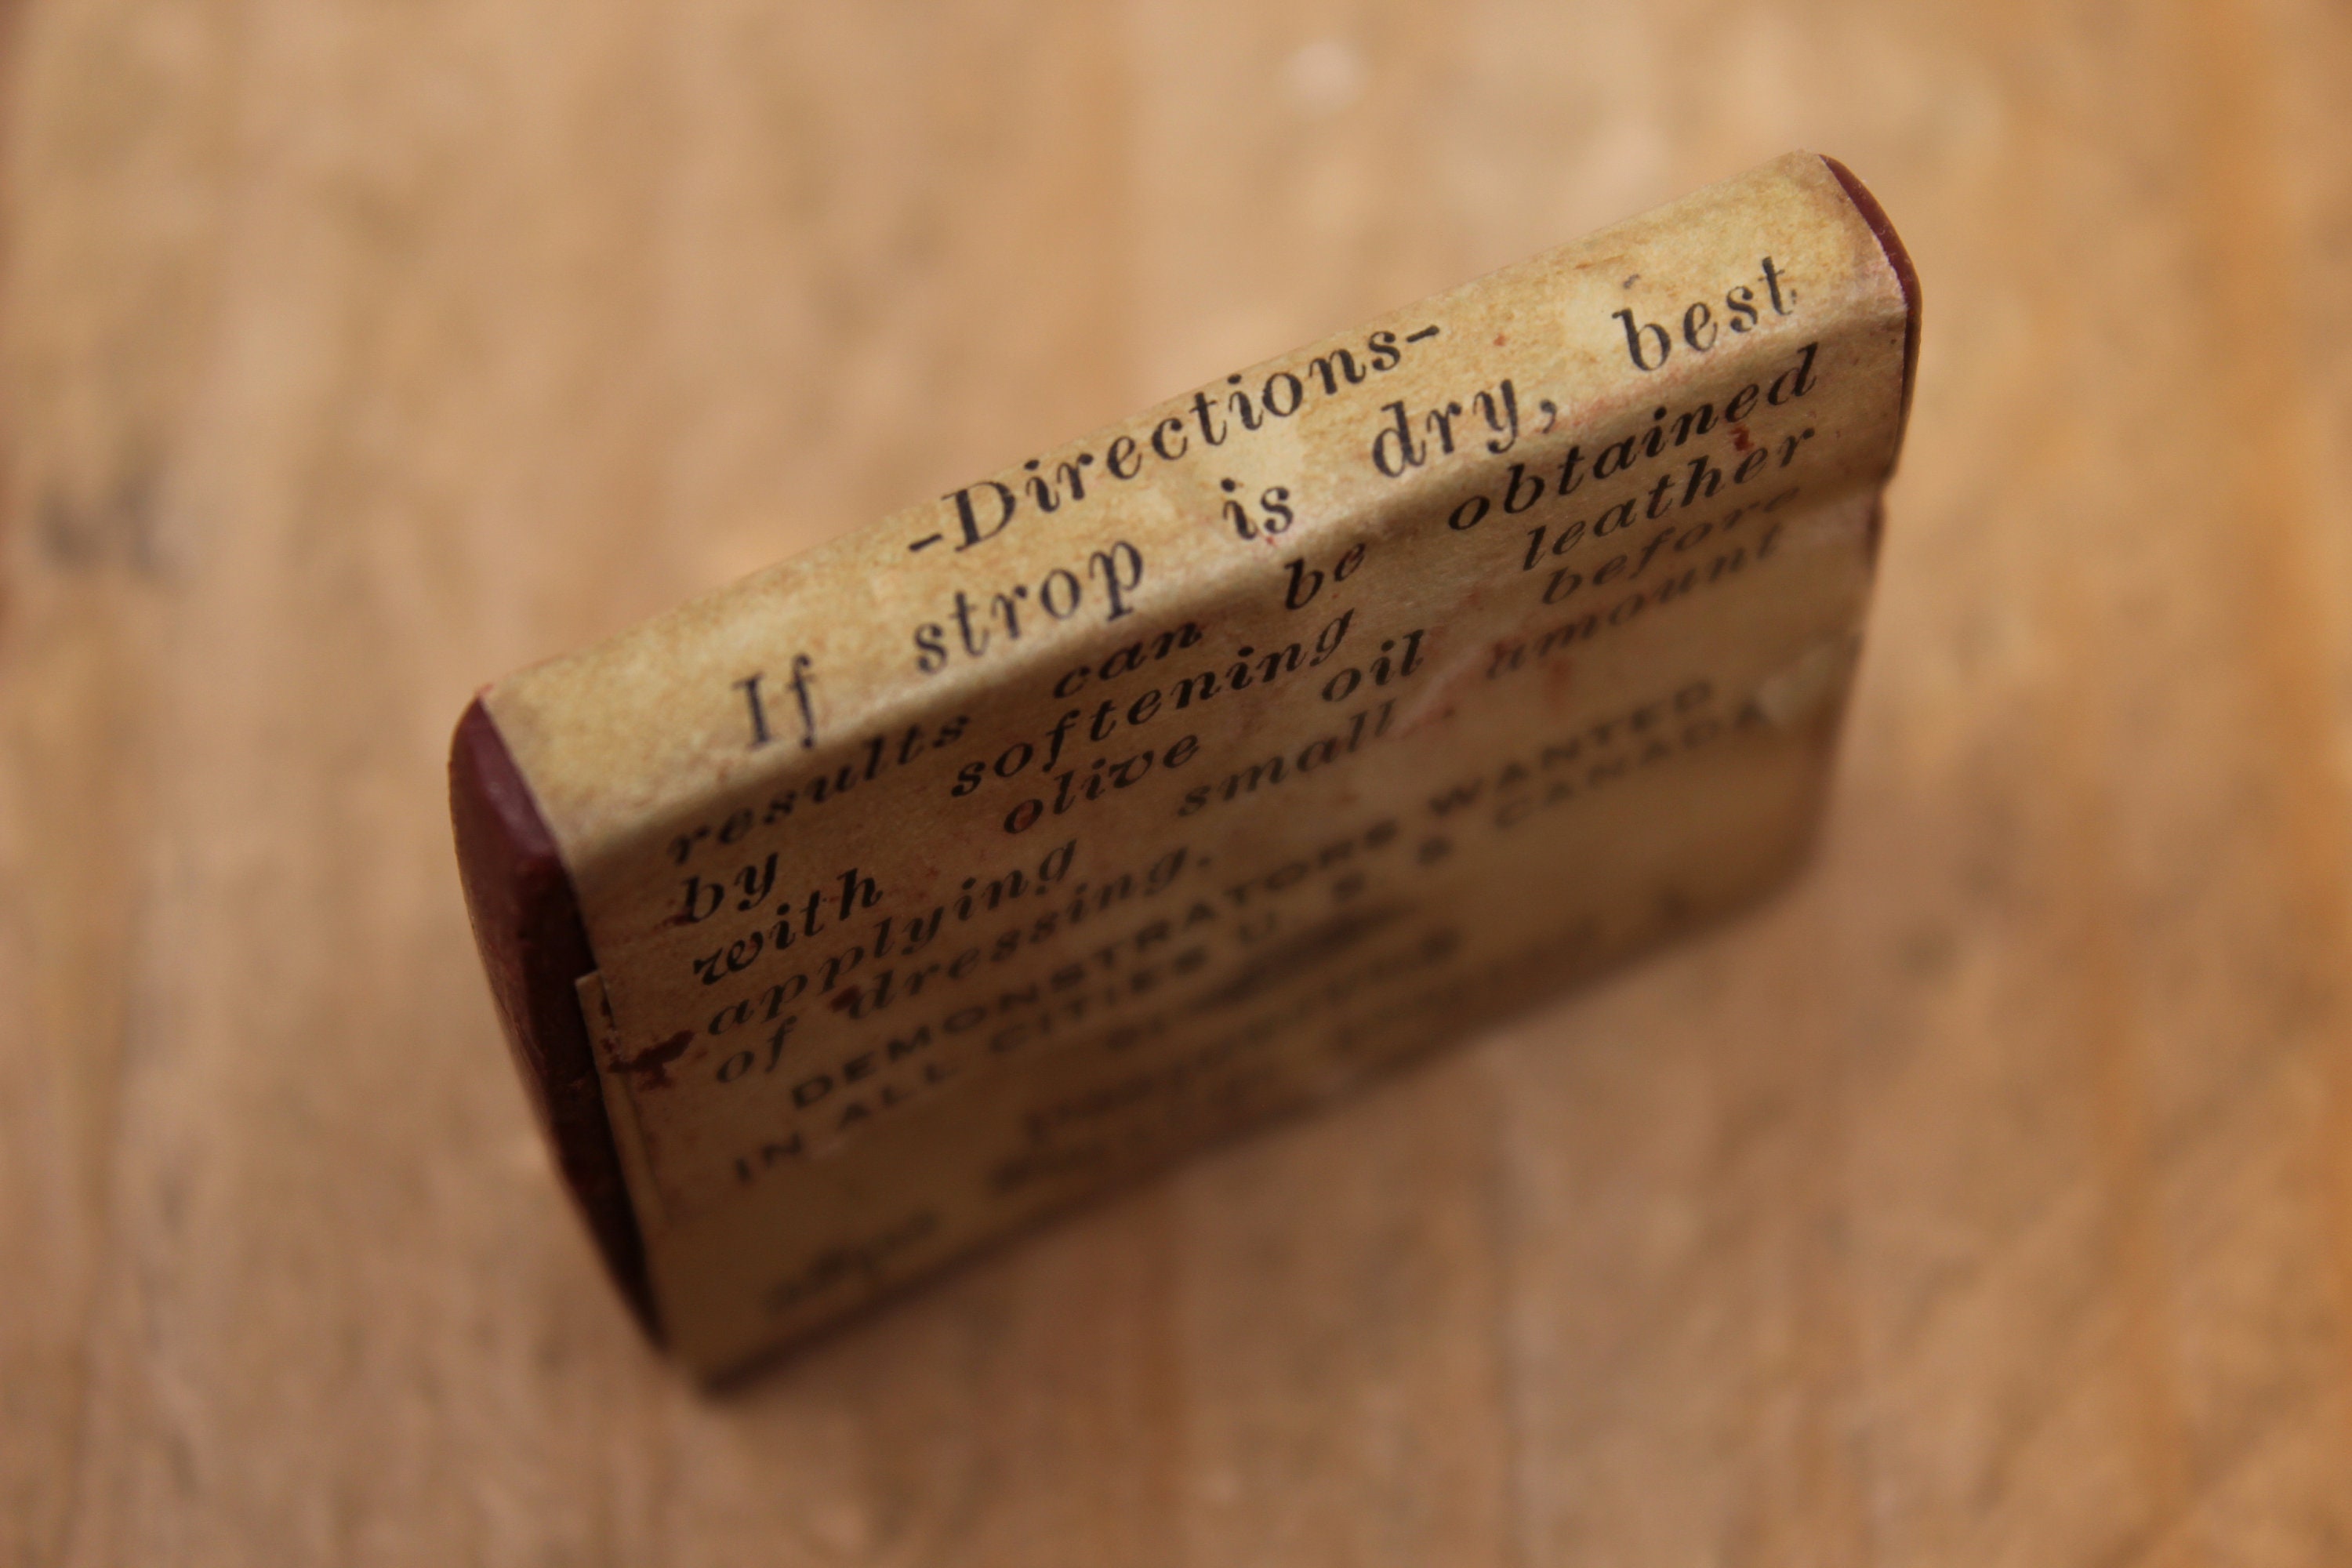 -Directions-
If strop is dry, best
results can be obtained
by softening leather
with olive oil before
applying small amount
of dressing.
DEMONSTRATORS WANTED
IN ALL CITIES U. S & CANADA